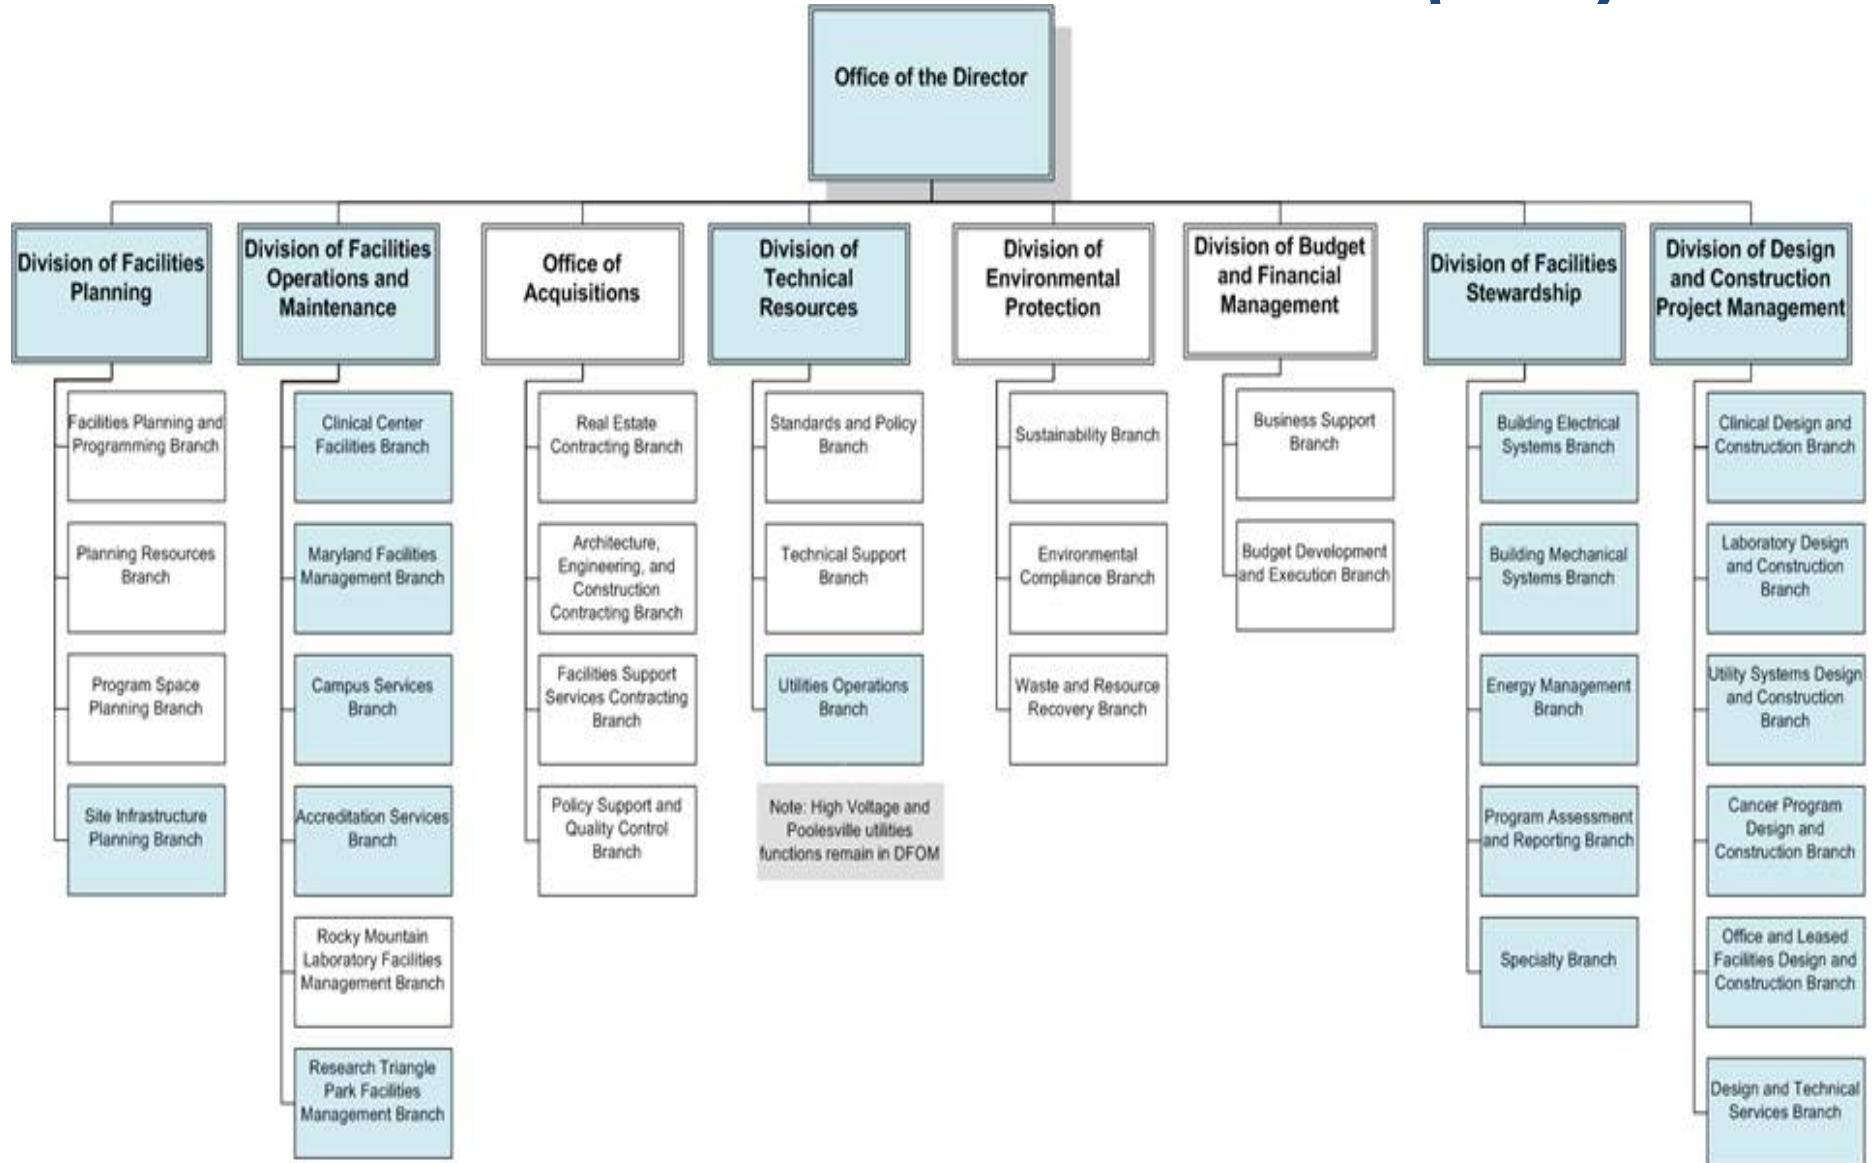 Office of the Director
Division of Facilities
Planning
Division of Facilities
Operations and
Maintenance
Office of
Acquisitions
Division of
Technical
Resources
Division of
Environmental
Protection
Division of Budget
and Financial
Management
Division of Facilities
Stewardship
Division of Design
and Construction
Project Management
Facilities Planning and
Programming Branch
Planning Resources
Branch
Program Space
Planning Branch
Site Infrastructure
Planning Branch
Clinical Center
Facilities Branch
Maryland Facilities
Management Branch
Campus Services
Branch
Accreditation Services
Branch
Rocky Mountain
Laboratory Facilities
Management Branch
Research Triangle
Park Facilities
Management Branch
Real Estate
Contracting Branch
Architecture,
Engineering, and
Construction
Contracting Branch
Facilities Support
Services Contracting
Branch
Policy Support and
Quality Control
Branch
Standards and Policy
Branch
Technical Support
Branch
Utilities Operations
Branch
Note: High Voltage and
Poolesville utilities
functions remain in DFOM
Sustainability Branch
Environmental
Compliance Branch
Waste and Resource
Recovery Branch
Business Support
Branch
Budget Development
and Execution Branch
Building Electrical
Systems Branch
Building Mechanical
Systems Branch
Energy Management
Branch
Program Assessment
and Reporting Branch
Specialty Branch
Clinical Design and
Construction Branch
Laboratory Design
and Construction
Branch
Utility Systems Design
and Construction
Branch
Cancer Program
Design and
Construction Branch
Office and Leased
Facilities Design and
Construction Branch
Design and Technical
Services Branch